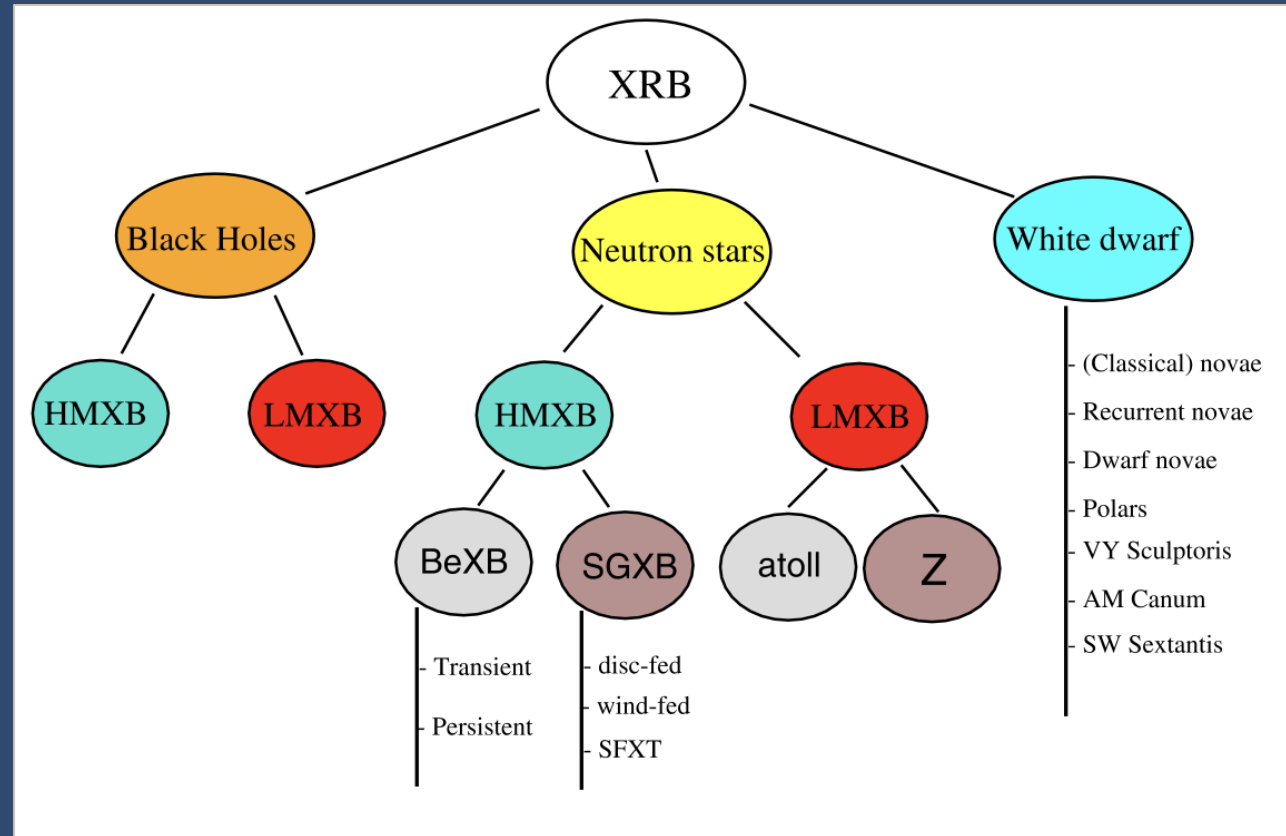 XRB
Black Holes
Neutron stars
White dwarf
HMXB
LMXB
HMXB
LMXB
BeXB
SGXB
atoll
Z
- Transient
- Persistent
- disc-fed
- wind-fed
- SFXT
- (Classical) novae
- Recurrent novae
- Dwarf novae
- Polars
- VY Sculptoris
- AM Canum
- SW Sextantis